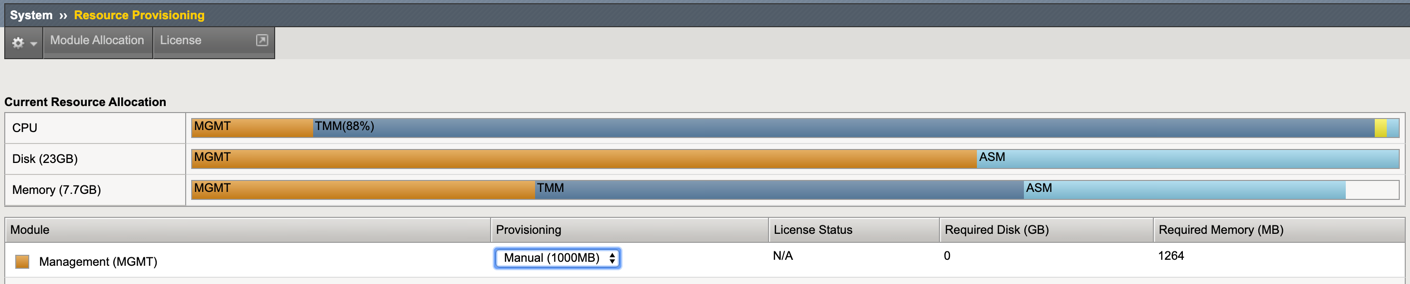 System ›› Resource Provisioning
Module Allocation License
Current Resource Allocation
CPU MGMT TMM(88%)
Disk (23GB) MGMT ASM
Memory (7.7GB) MGMT TMM ASM
Module Provisioning License Status Required Disk (GB) Required Memory (MB)
Management (MGMT) Manual (1000MB) N/A 0 1264